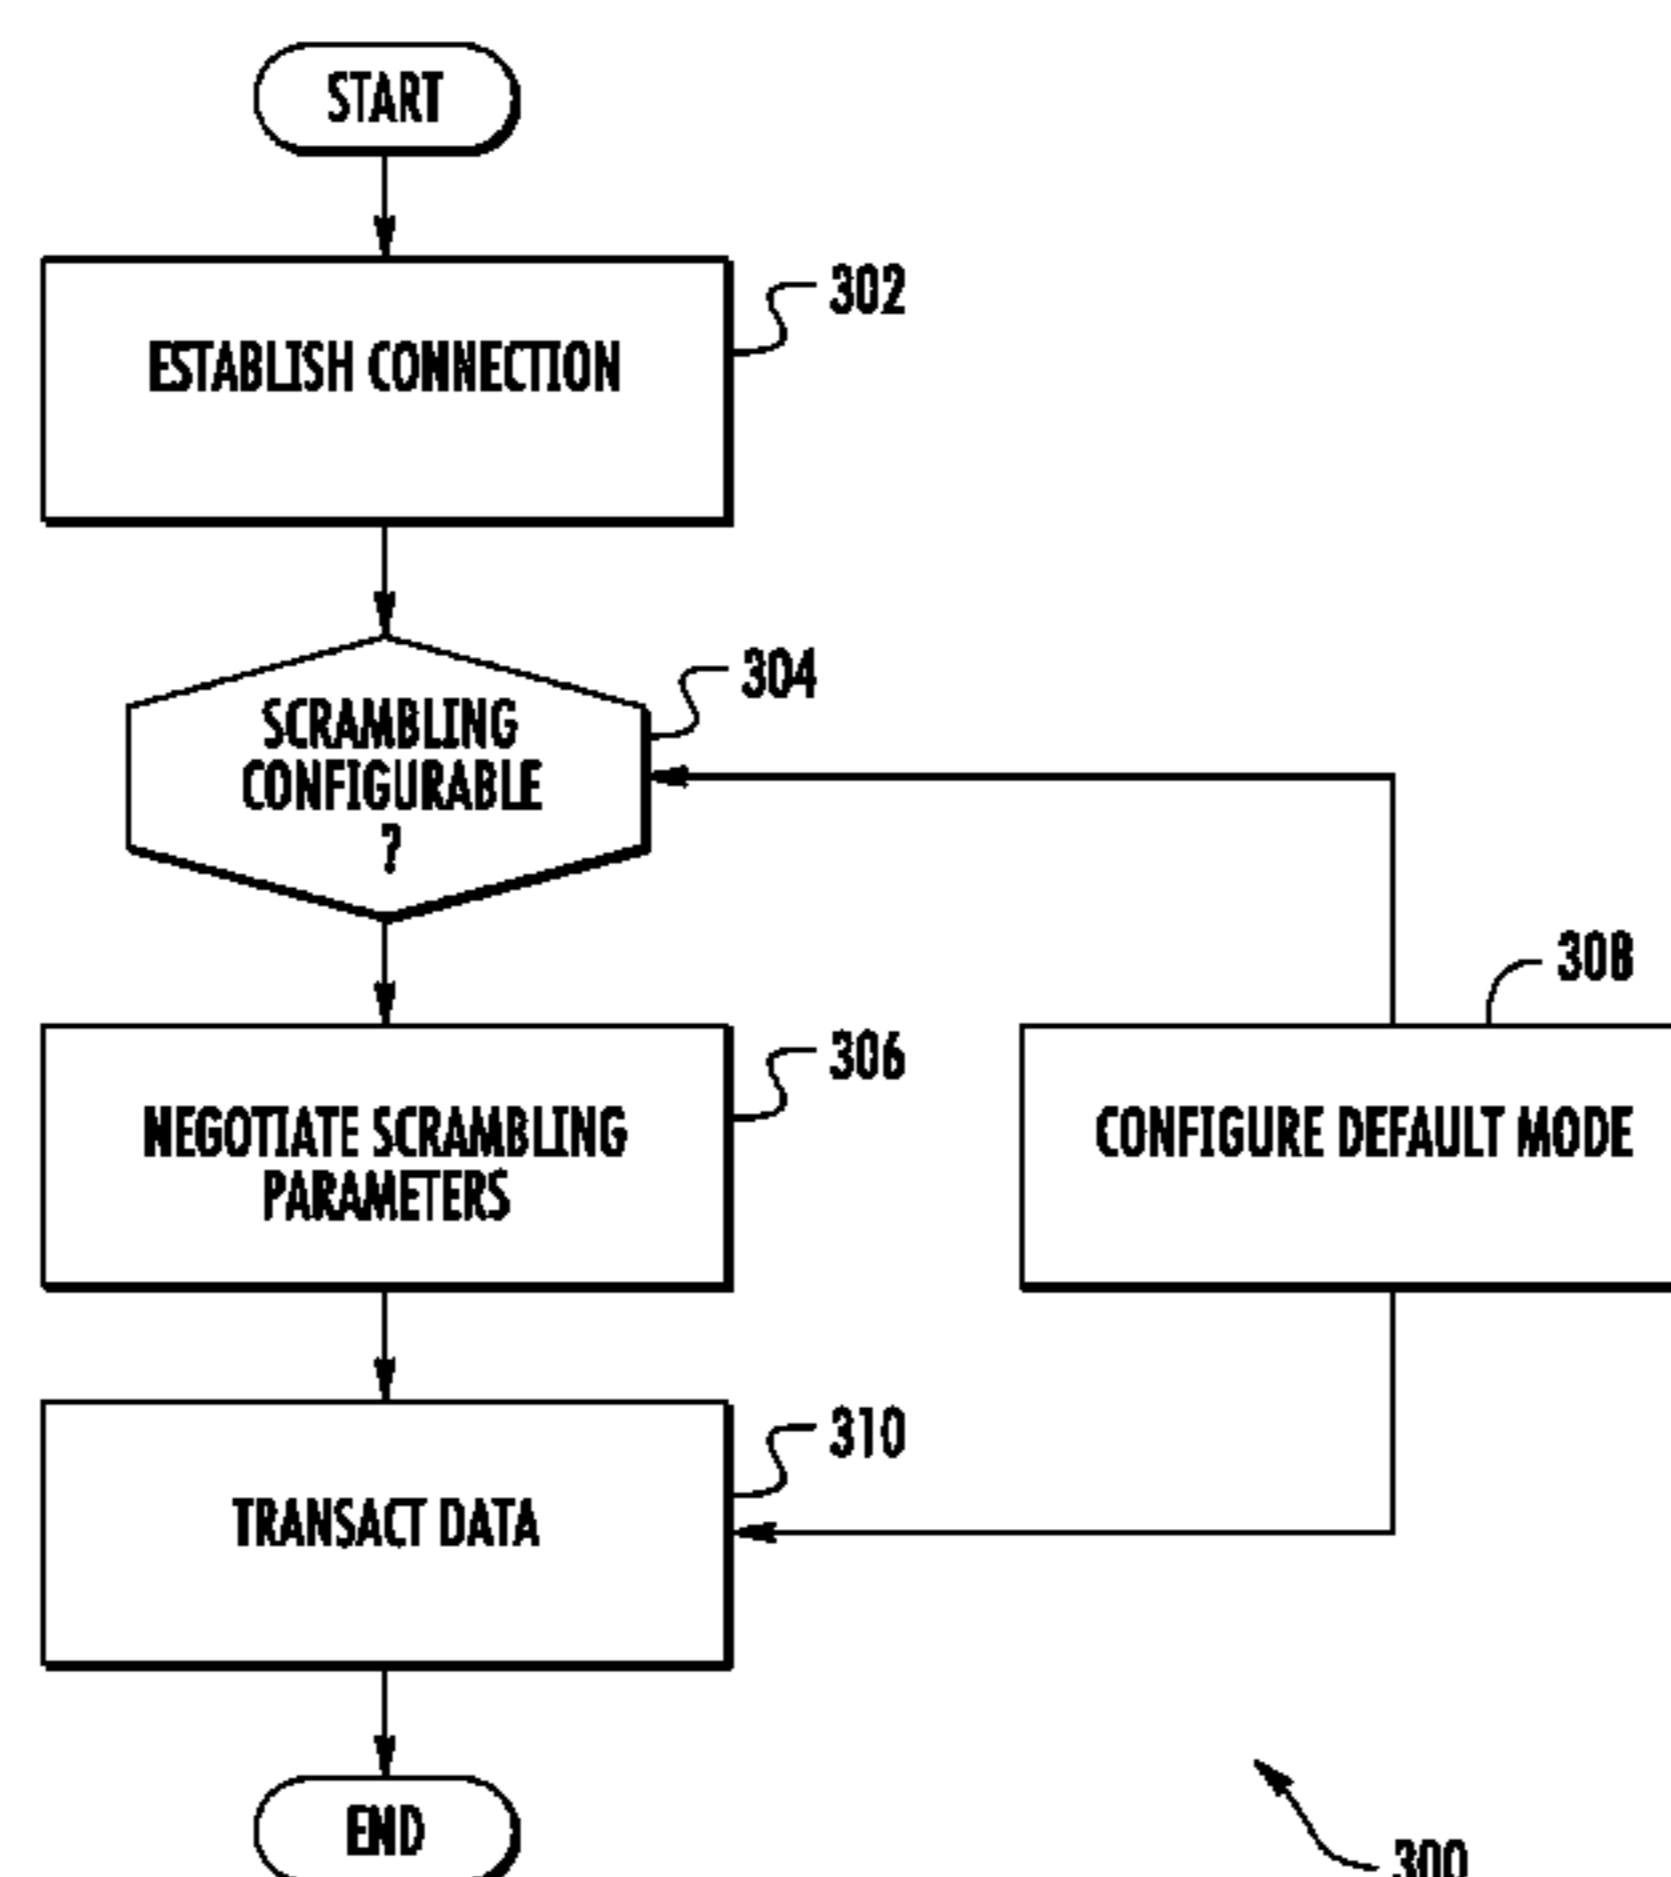 START
302
ESTABLISH CONNECTION
304
SCRAMBLING
CONFIGURABLE
?
308
306
NEGOTIATE SCRAMBLING
PARAMETERS
CONFIGURE DEFAULT MODE
310
TRANSACT DATA
END
300